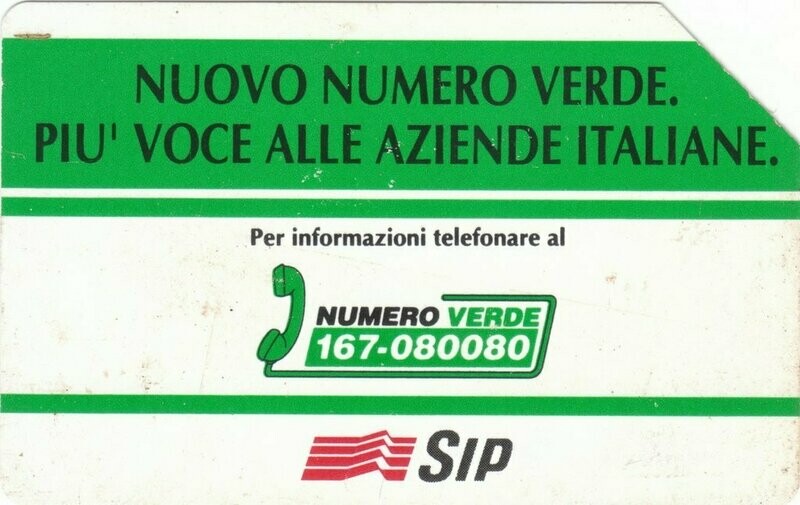 NUOVO NUMERO VERDE.
PIU' VOCE ALLE AZIENDE ITALIANE.
Per informazioni telefonare al
NUMERO VERDE
167-080080
SIP